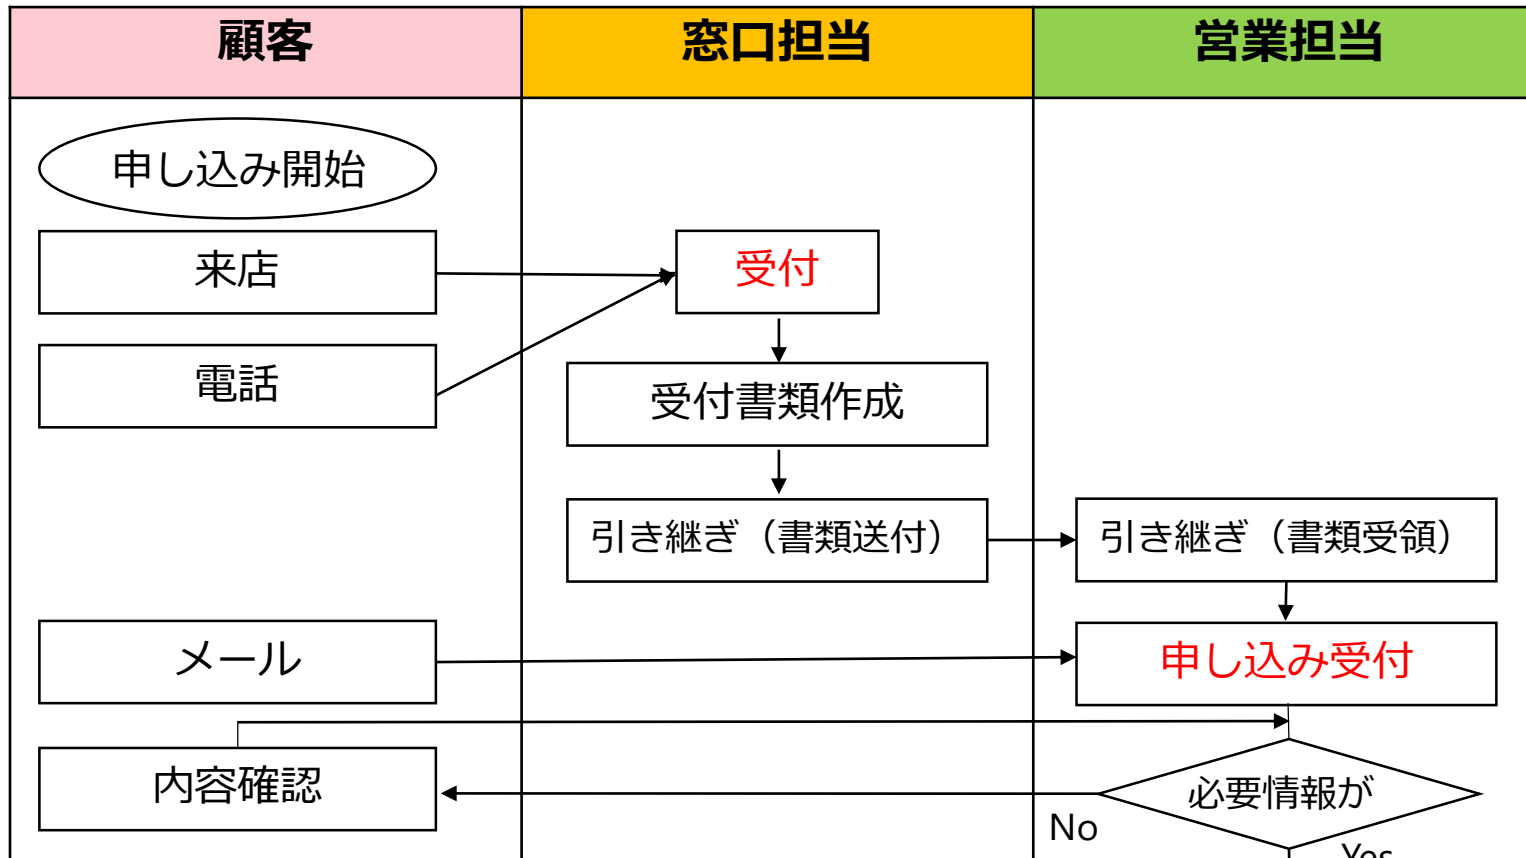 顧客
窓口担当
営業担当
申し込み開始
来店
受付
電話
受付書類作成
引き継ぎ（書類送付）
引き継ぎ（書類受領）
メール
申し込み受付
内容確認
必要情報が
No
Yes